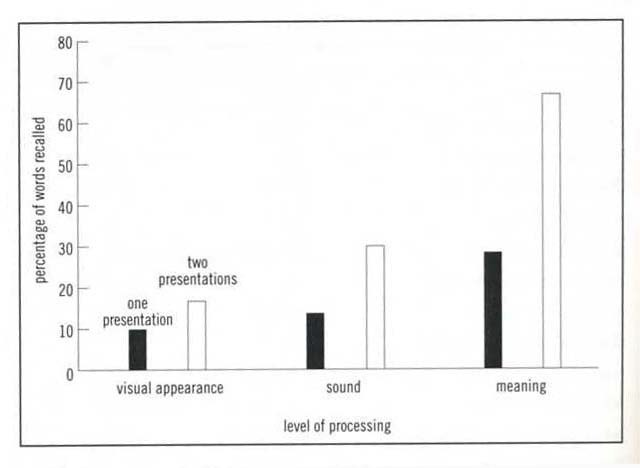 80
70
60
50
40
30
20
10
0
percentage of words recalled
one
presentation
two
presentations
visual appearance
sound
meaning
level of processing